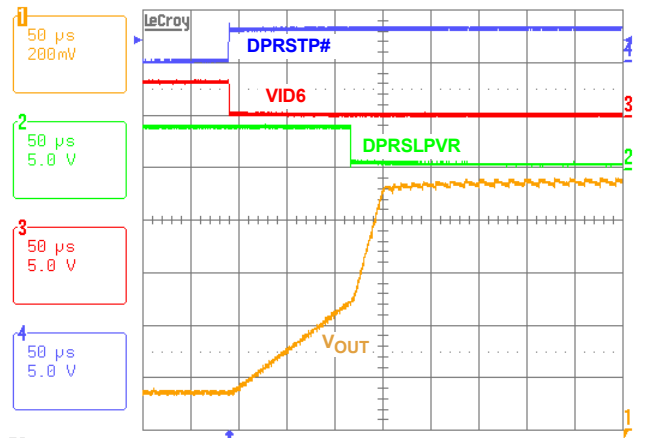 1
50 µs
200mV
2
50 µs
5.0 V
3
50 µs
5.0 V
4
50 µs
5.0 V
LeCroy
DPRSTP#
4
VID6
3
DPRSLPVR
2
VOUT
1